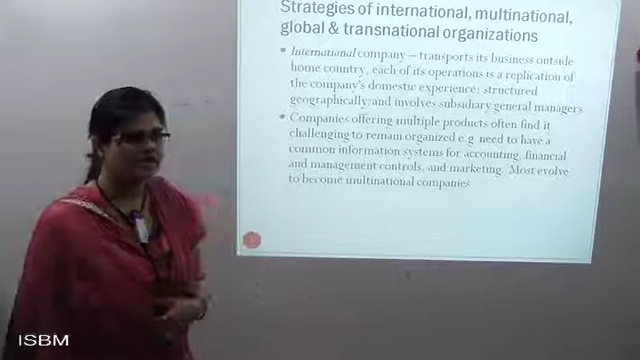 Strategies of international, multinational,
global & transnational organizations
• International company – transports its business outside
home country, each of its operations is a replication of
the company's domestic experience; structured
geographically; and involves subsidiary general managers
• Companies offering multiple products often find it
challenging to remain organized e.g. need to have a
common information systems for accounting, financial
and management controls, and marketing. Most evolve
to become multinational companies
ISBM